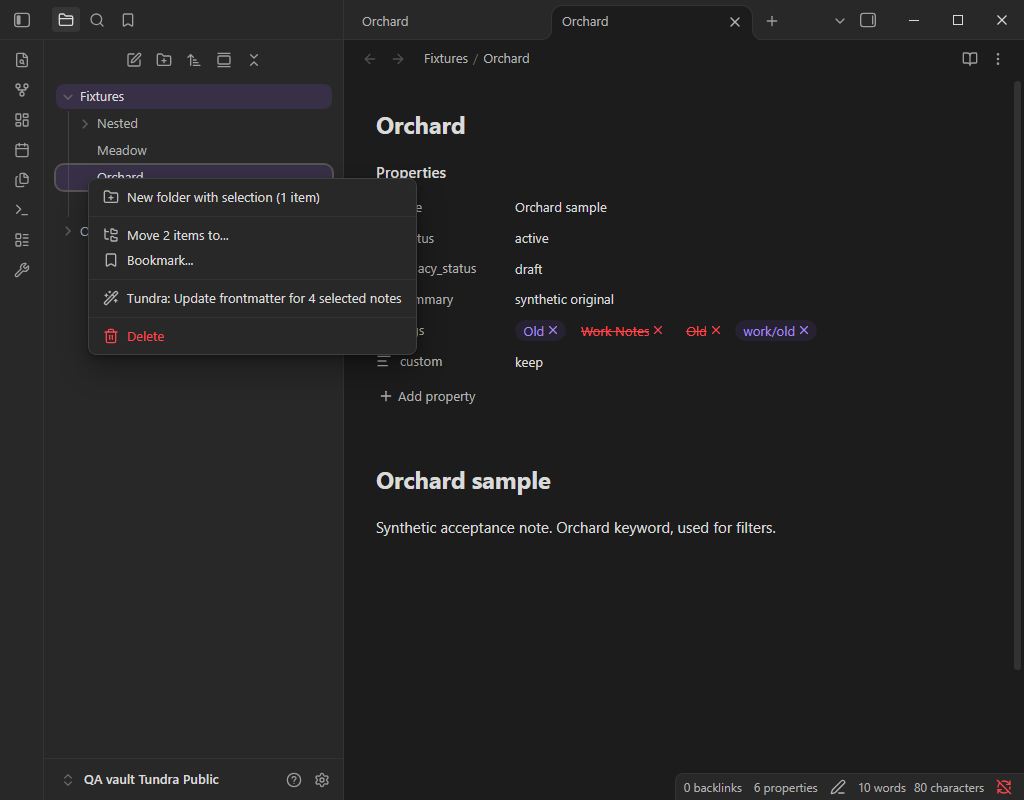 Orchard
Orchard
Fixtures / Orchard
Fixtures
Nested
Meadow
Orchard
New folder with selection (1 item)
Move 2 items to...
Bookmark...
Tundra: Update frontmatter for 4 selected notes
Delete
Orchard
Properties
Orchard sample
active
acy_status draft
synthetic original
Old Work Notes Old work/old
custom keep
Add property
Orchard sample
Synthetic acceptance note. Orchard keyword, used for filters.
QA vault Tundra Public
0 backlinks 6 properties 10 words 80 characters